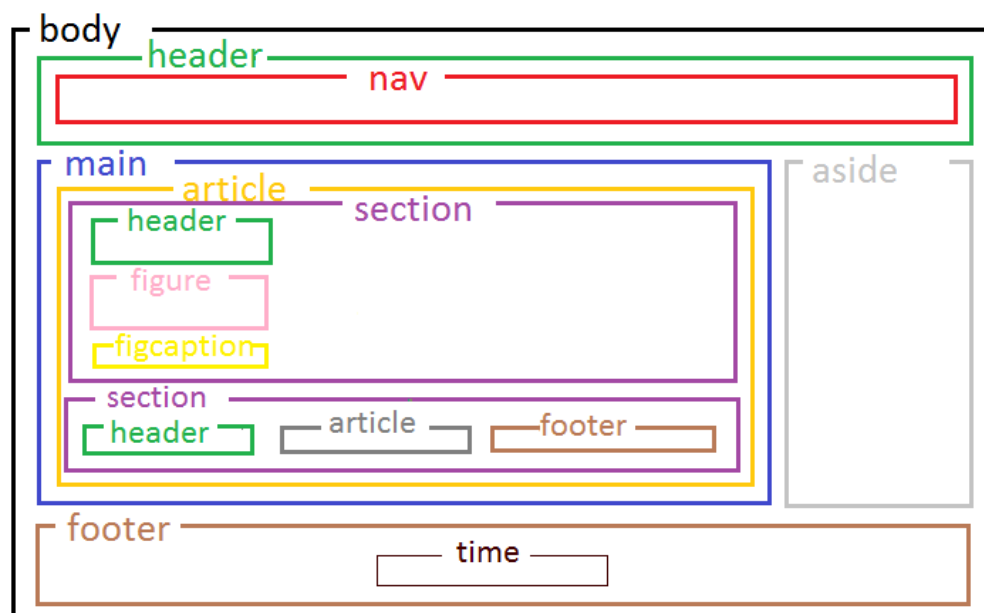 body
header
nav
main
aside
article
section
header
figure
figcaption
section
header
article
footer
footer
time